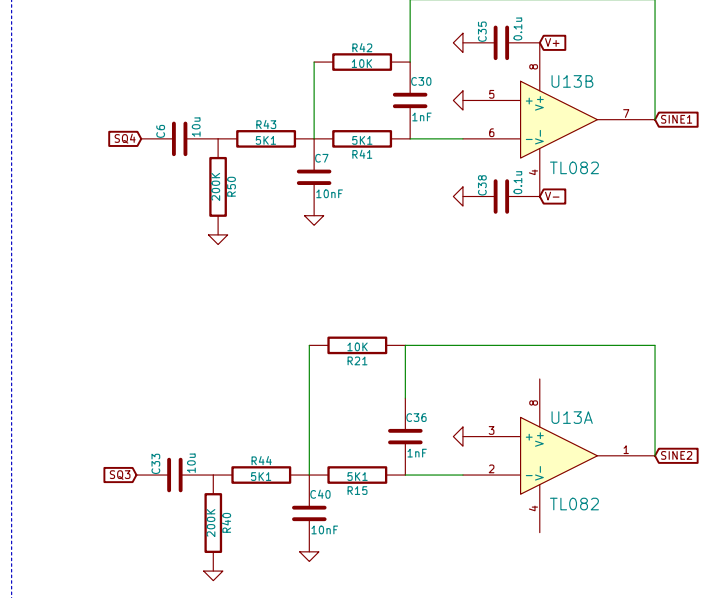 C35
0.1u
V+
R42
10K
8
U13B
C30
5
+
V+
1nF
7
SINE1
SQ4
C6
10u
R43
5K1
5K1
R41
6
-
V-
C7
TL082
4
200K
R50
10nF
C38
0.1u
V-
10K
R21
8
U13A
C36
3
+
V+
1nF
1
SINE2
SQ3
C33
10u
R44
5K1
5K1
R15
2
-
V-
C40
TL082
4
200K
R40
10nF